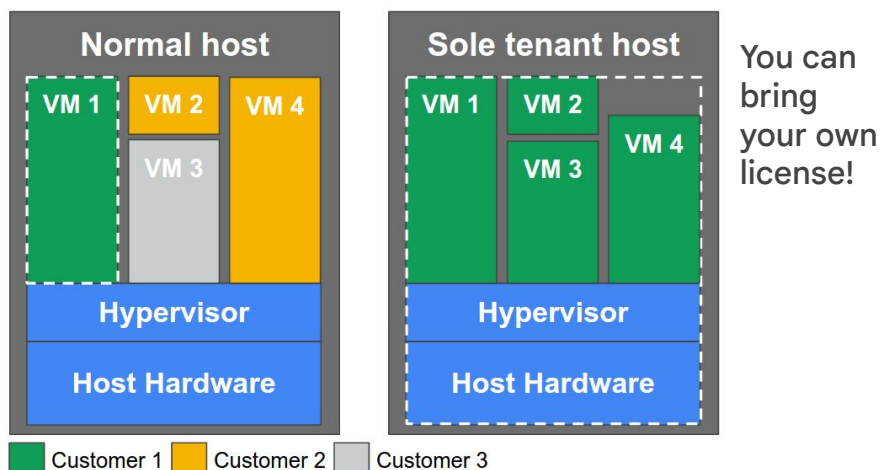 Normal host
VM 1
VM 2
VM 3
VM 4
Hypervisor
Host Hardware
Sole tenant host
VM 1
VM 2
VM 3
VM 4
Hypervisor
Host Hardware
You can
bring
your own
license!
Customer 1
Customer 2
Customer 3